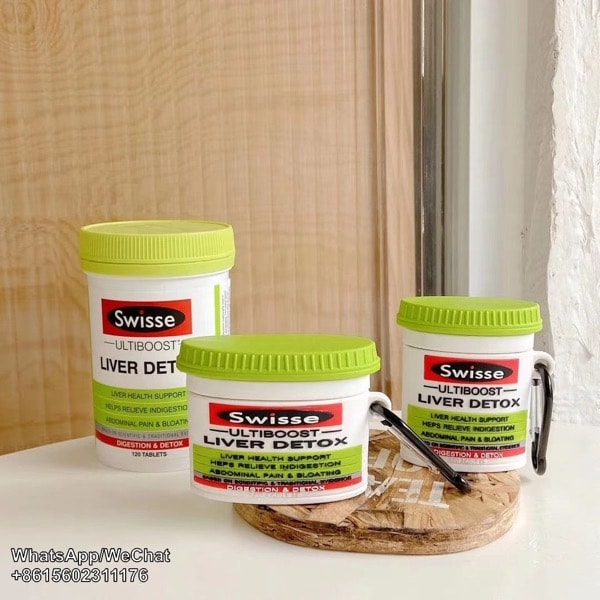 Swisse
ULTIBOOST
LIVER DET
LIVER HEALTH SUPPORT
HELPS RELIEVE INDIGESTION
ABDOMINAL PAIN & BLOATING
DIGESTION & DETOX
120 TABLETS
Swisse
ULTIBOOST
LIVER DETOX
LIVER HEALTH SUPPORT
HEPS RELIEVE INDIGESTION
ABDOMINAL PAIN & BLOATING
DIGESTION & DETOX
Swisse
ULTIBOOST
LIVER DETOX
LIVER HEALTH SUPPORT
HEPS RELIEVE INDIGESTION
ABDOMINAL PAIN & BLOATING
DIGESTION & DETOX
WhatsApp/WeChat
+8615602311176